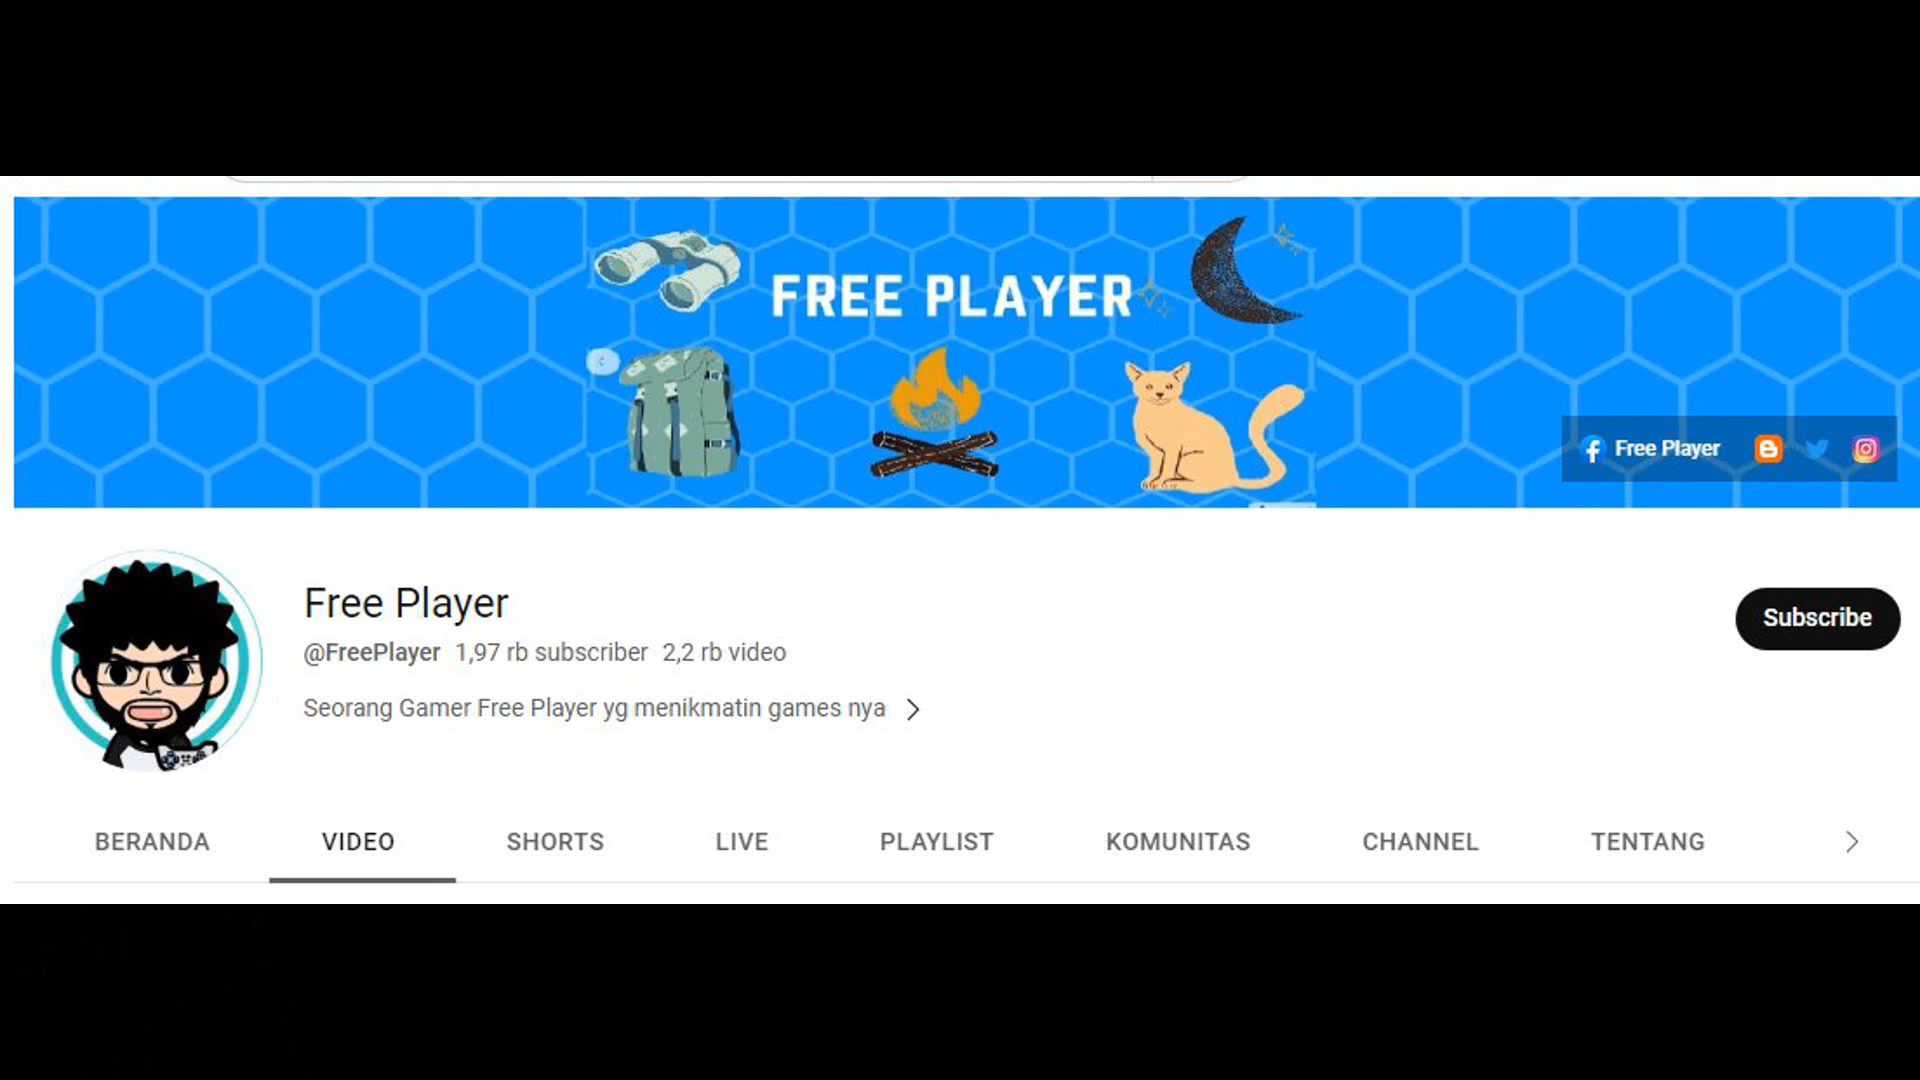 FREE PLAYER
Free Player
Free Player
@FreePlayer 1,97 rb subscriber 2,2 rb video
Subscribe
Seorang Gamer Free Player yg menikmatin games nya
BERANDA VIDEO SHORTS LIVE PLAYLIST KOMUNITAS CHANNEL TENTANG